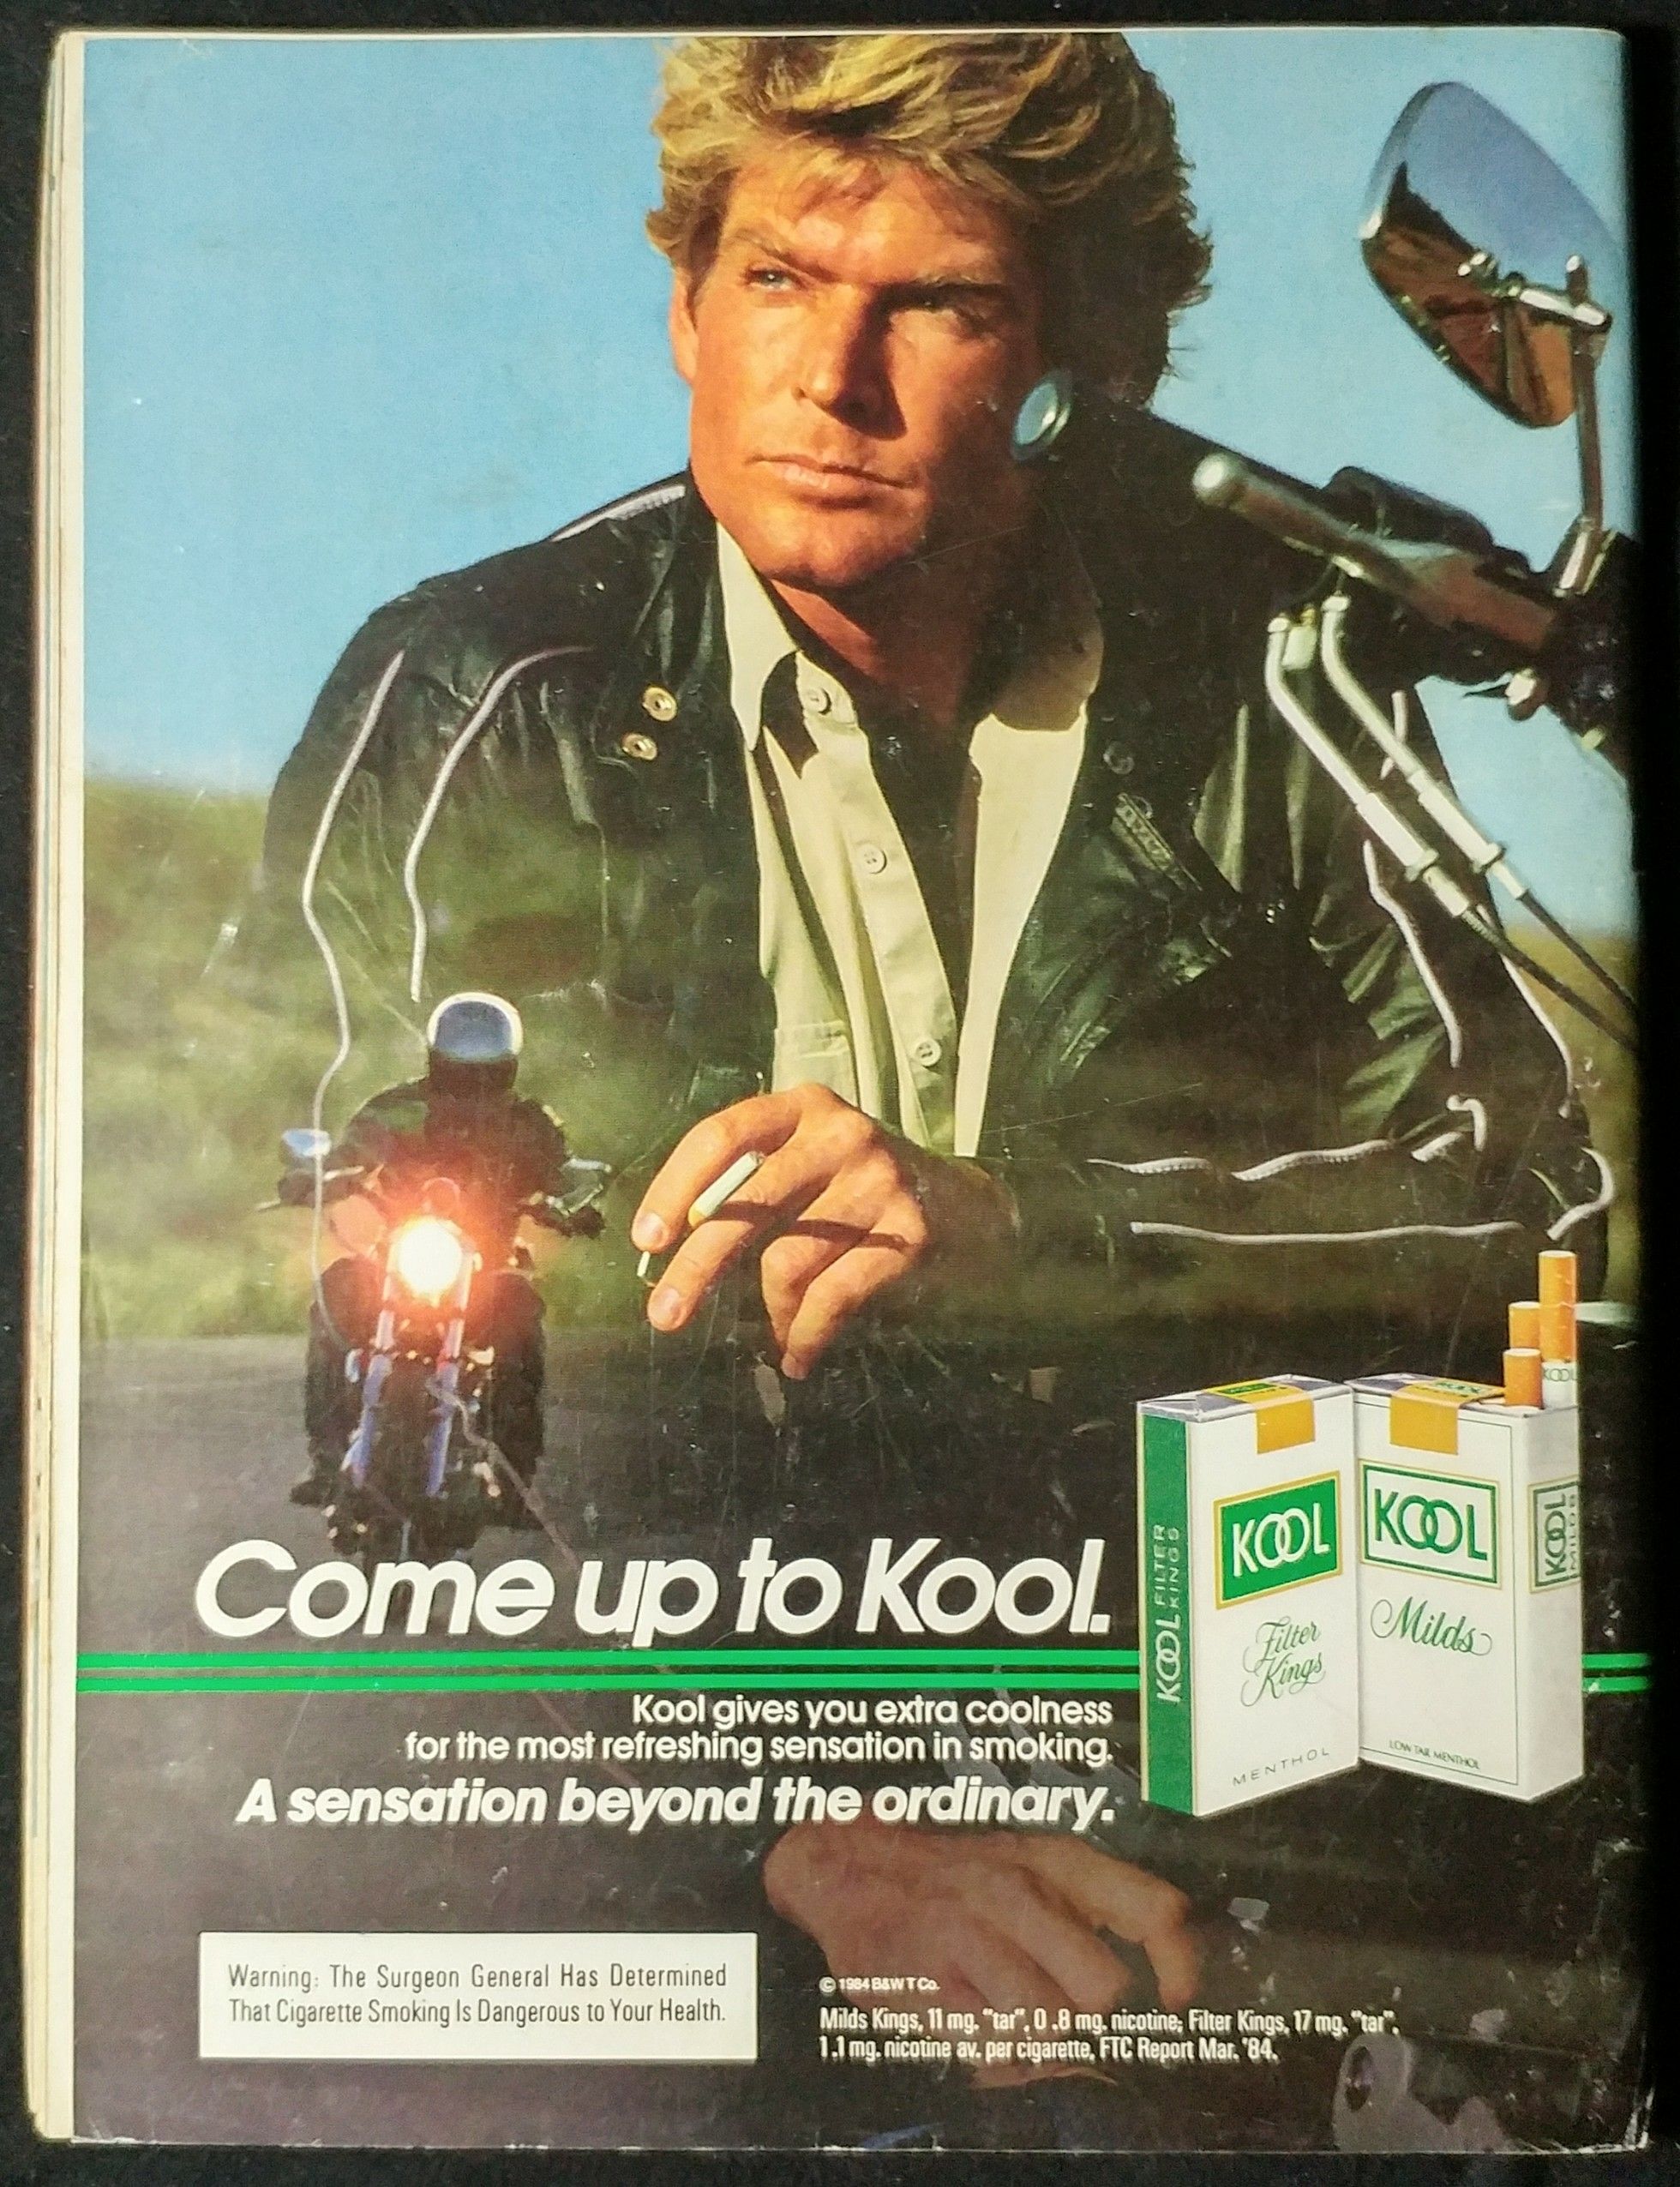 Come up to Kool.
Kool gives you extra coolness
for the most refreshing sensation in smoking.
A sensation beyond the ordinary.
KOOL FILTER KINGS
KOOL
Filter
Kings
MENTHOL
KOOL
KOOL
Milds
LOW TAR MENTHOL
KOOL MILDS
KOOL
Warning: The Surgeon General Has Determined
That Cigarette Smoking Is Dangerous to Your Health.
© 1984 B&W T Co.
Milds Kings, 11 mg. "tar", 0 .8 mg. nicotine; Filter Kings, 17 mg. "tar",
1.1 mg. nicotine av. per cigarette, FTC Report Mar. '84.